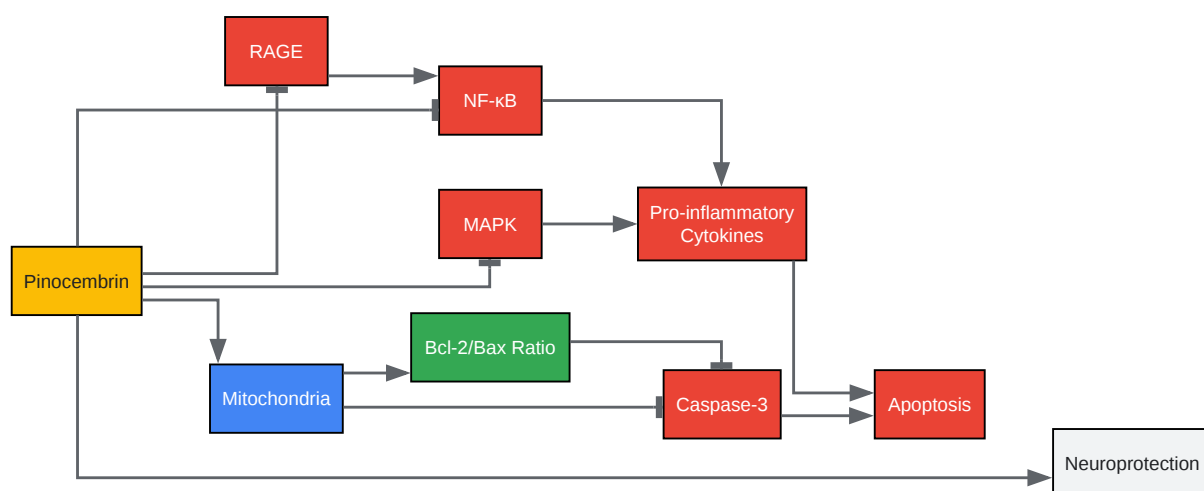 RAGE
NF-κB
MAPK
Pro-inflammatory
Cytokines
Pinocembrin
Bcl-2/Bax Ratio
Mitochondria
Caspase-3
Apoptosis
Neuroprotection